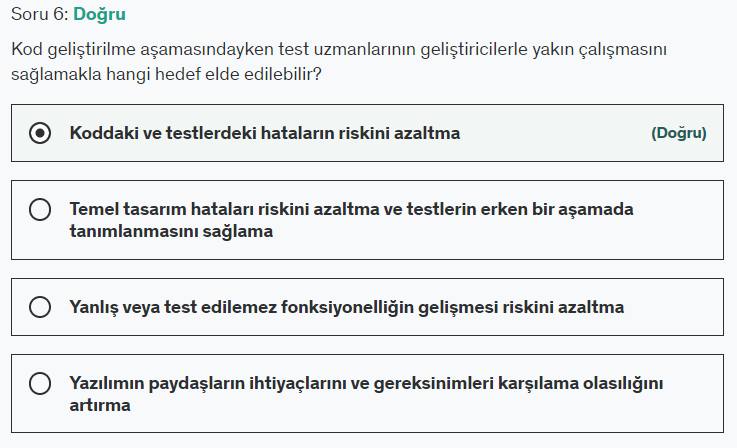 Soru 6: Doğru
Kod geliştirilme aşamasındayken test uzmanlarının geliştiricilerle yakın çalışmasını
sağlamakla hangi hedef elde edilebilir?
Koddaki ve testlerdeki hataların riskini azaltma (Doğru)
Temel tasarım hataları riskini azaltma ve testlerin erken bir aşamada
tanımlanmasını sağlama
Yanlış veya test edilemez fonksiyonelliğin gelişmesi riskini azaltma
Yazılımın paydaşların ihtiyaçlarını ve gereksinimleri karşılama olasılığını
artırma